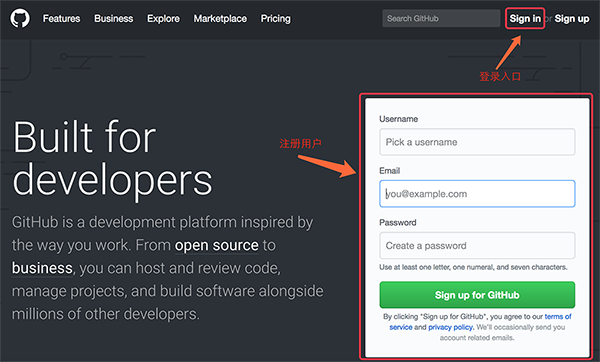 Features Business Explore Marketplace Pricing Search GitHub Sign in or Sign up
登录入口
Built for
developers
GitHub is a development platform inspired by
the way you work. From open source to
business, you can host and review code,
manage projects, and build software alongside
millions of other developers.
注册用户
Username
Pick a username
Email
you@example.com
Password
Create a password
Use at least one letter, one numeral, and seven characters.
Sign up for GitHub
By clicking "Sign up for GitHub", you agree to our terms of
service and privacy policy. We'll occasionally send you
account related emails.